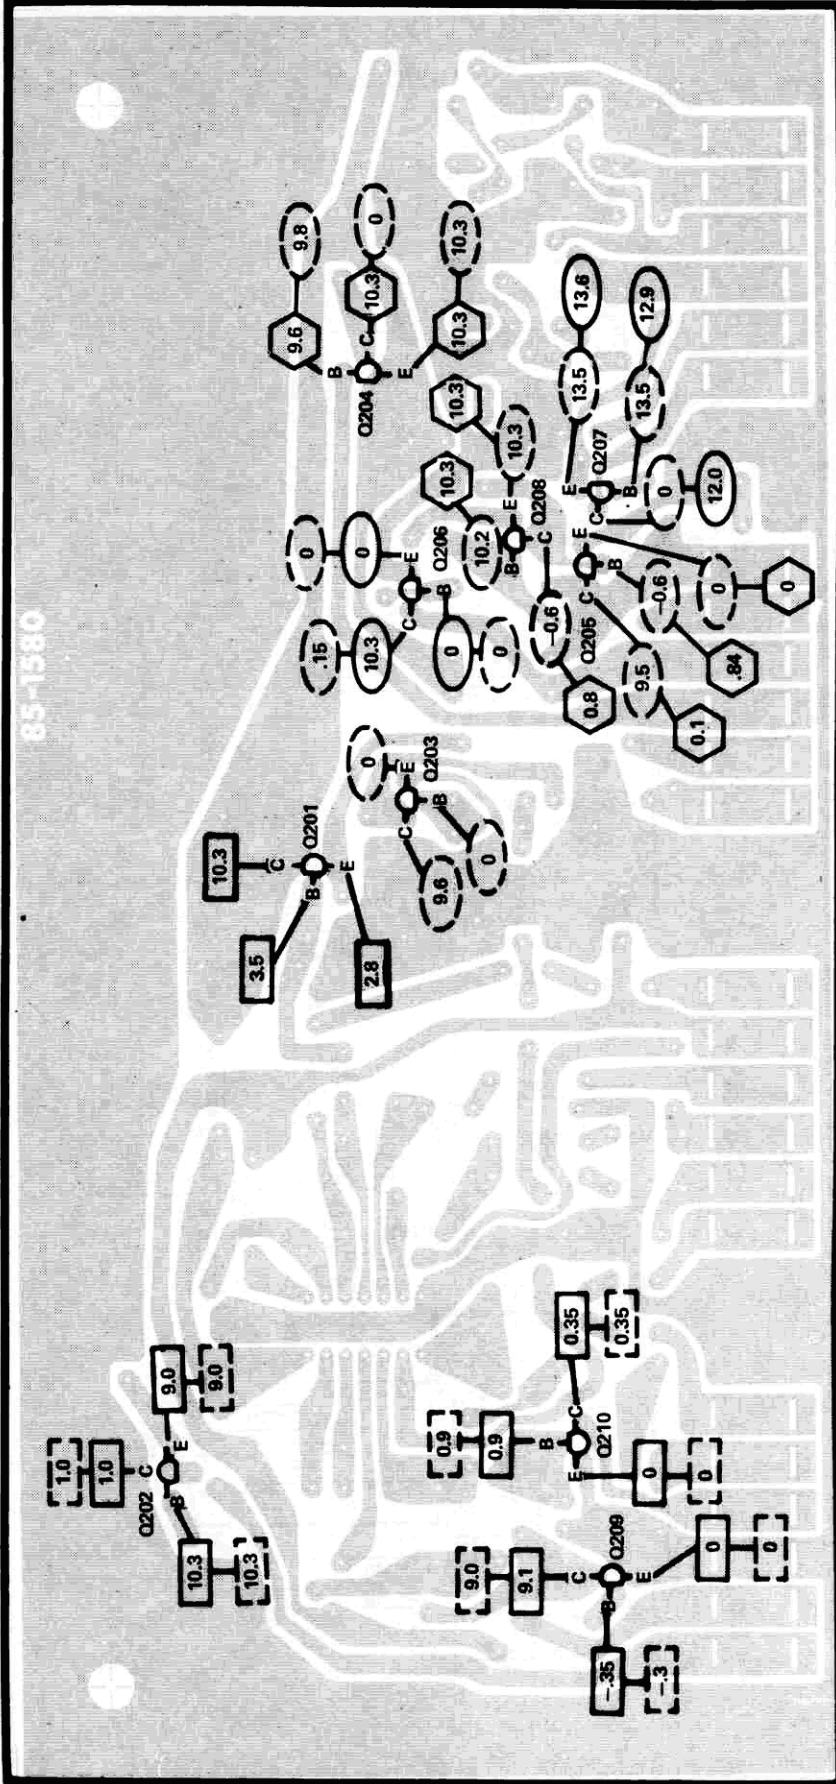 85-1580
1.0
1.0
C
Q202
B
E
9.0
9.0
10.3
10.3
10.3
C
Q201
B
E
3.5
2.8
9.6
9.8
B
Q204
C
10.3
0
E
10.3
10.3
0
0
E
Q206
C
B
.15
10.3
0
0
0
E
Q203
C
B
9.6
0
10.3
10.3
10.2
10.3
B
E
Q208
C
-0.6
0.8
13.5
13.6
E
Q207
B
C
13.5
12.9
0
12.0
Q205
C
E
B
9.5
0.1
-0.6
.84
0
0
0.9
0.9
B
Q210
C
E
0.35
0.35
0
0
9.0
9.1
C
Q209
B
E
-.35
-.3
0
0